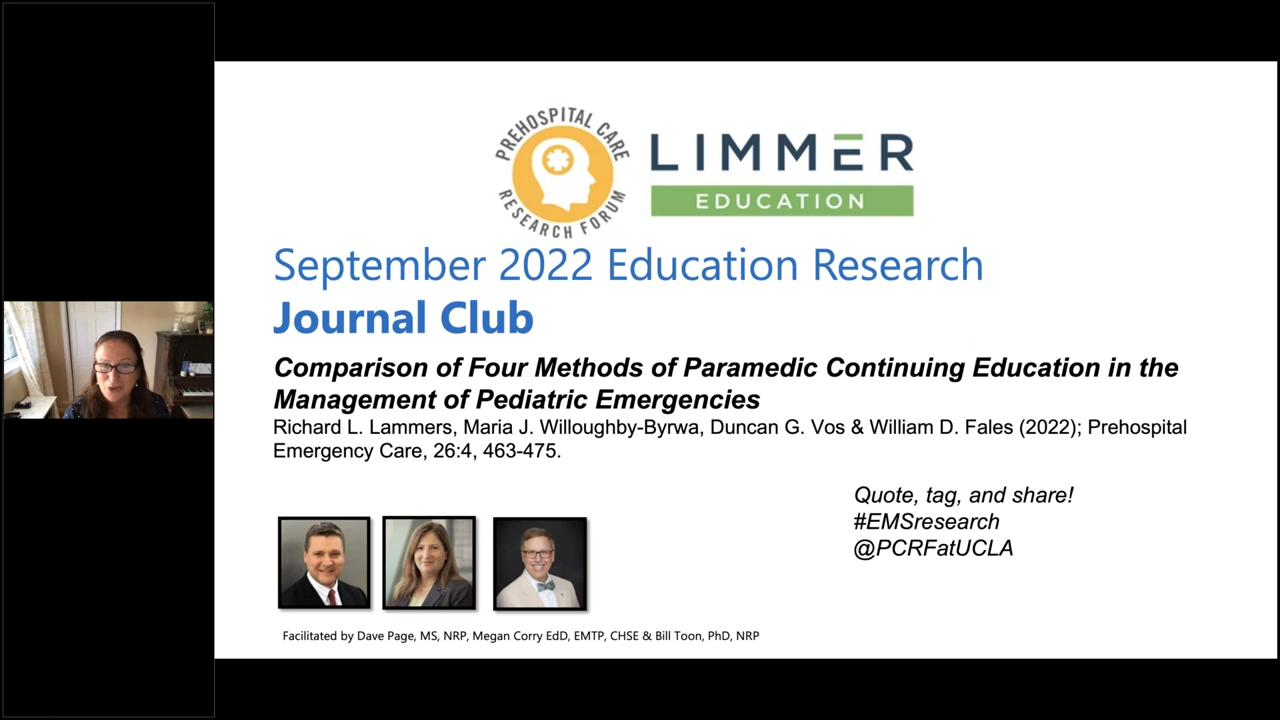 PREHOSPITAL CARE
RESEARCH FORUM
LIMMER
EDUCATION
September 2022 Education Research
Journal Club
Comparison of Four Methods of Paramedic Continuing Education in the
Management of Pediatric Emergencies
Richard L. Lammers, Maria J. Willoughby-Byrwa, Duncan G. Vos & William D. Fales (2022); Prehospital
Emergency Care, 26:4, 463-475.
Quote, tag, and share!
#EMSresearch
@PCRFatUCLA
Facilitated by Dave Page, MS, NRP, Megan Corry EdD, EMTP, CHSE & Bill Toon, PhD, NRP